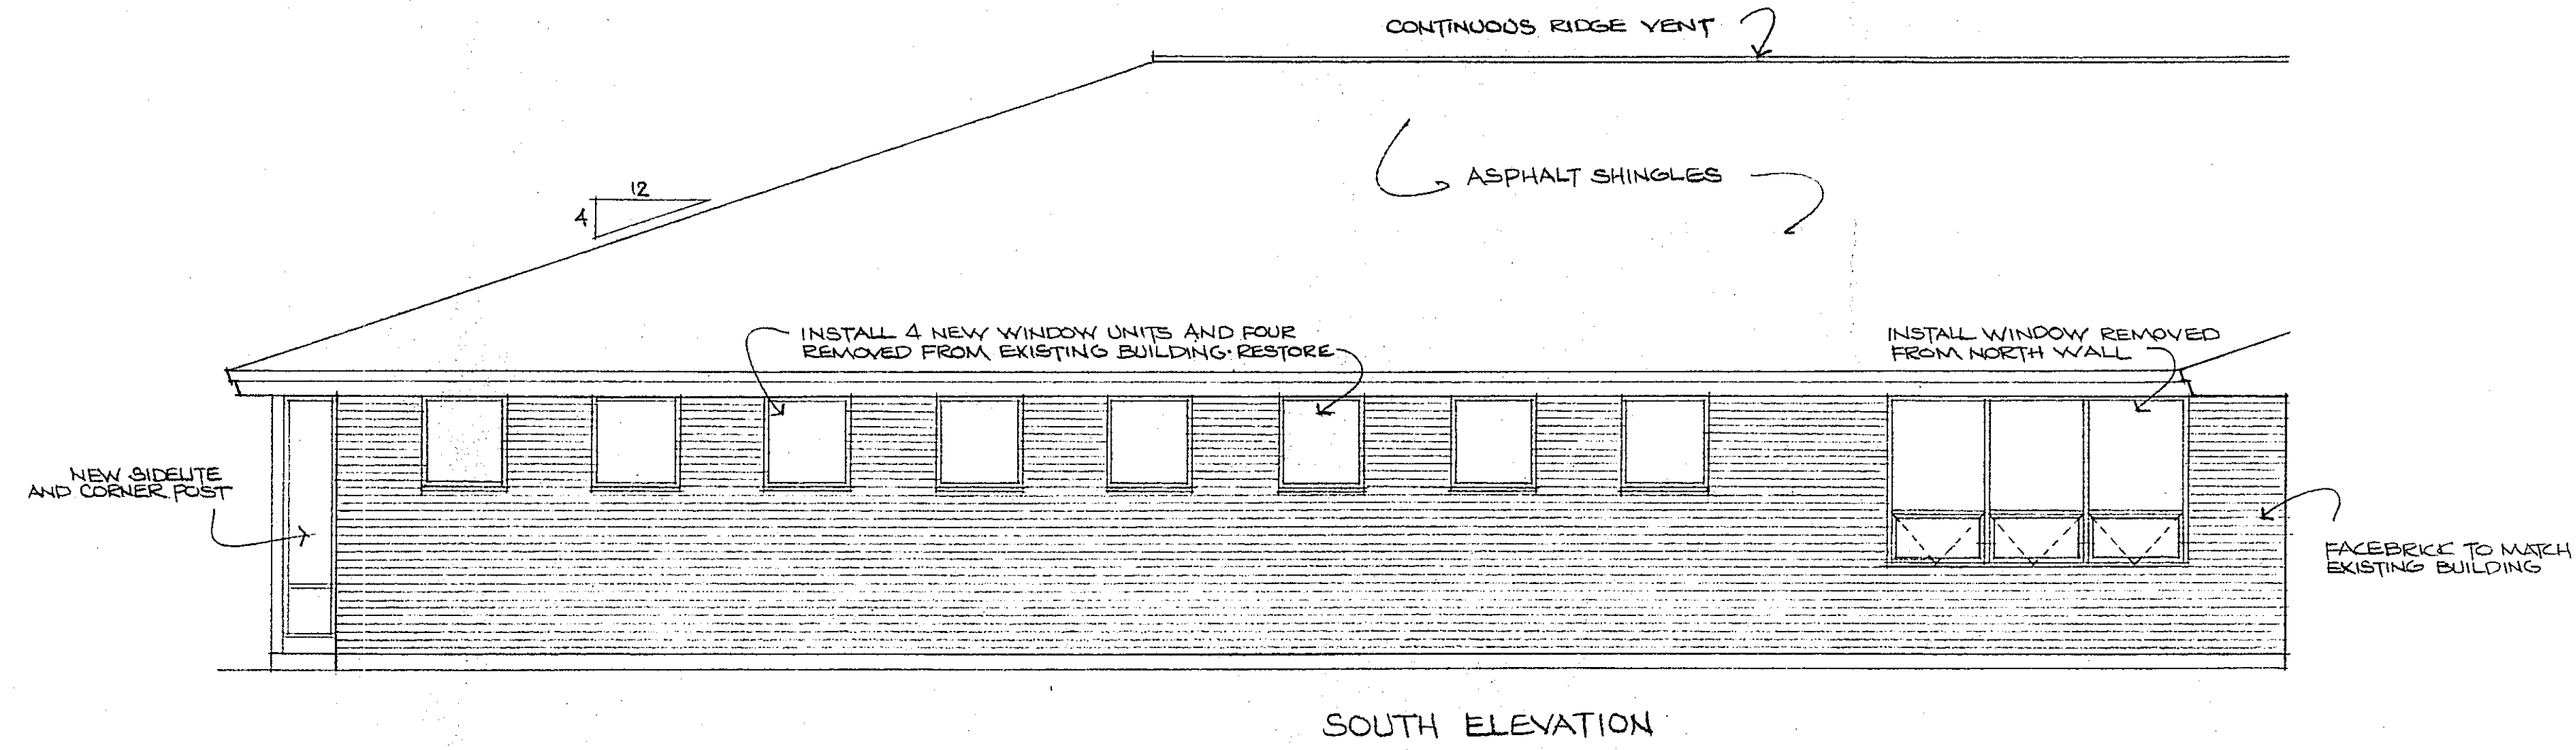 CONTINUOUS RIDGE VENT
ASPHALT SHINGLES
12
4
INSTALL 4 NEW WINDOW UNITS AND FOUR
REMOVED FROM EXISTING BUILDING. RESTORE
INSTALL WINDOW REMOVED
FROM NORTH WALL
NEW SIDELITE
AND CORNER POST
FACEBRICK TO MATCH
EXISTING BUILDING
SOUTH ELEVATION